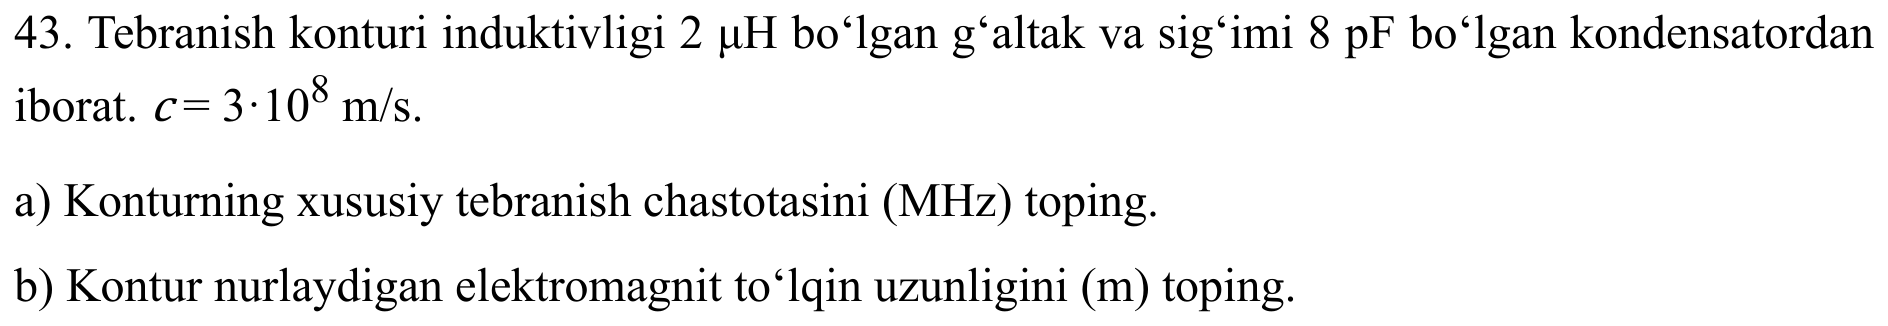 43. Tebranish konturi induktivligi 2 μH bo‘lgan g‘altak va sig‘imi 8 pF bo‘lgan kondensatordan
iborat. c = 3·10⁸ m/s.
a) Konturning xususiy tebranish chastotasini (MHz) toping.
b) Kontur nurlaydigan elektromagnit to‘lqin uzunligini (m) toping.